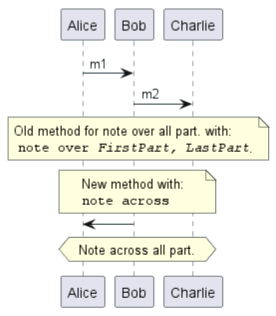 Alice Bob Charlie
m1
m2
Old method for note over all part. with:
note over FirstPart, LastPart.
New method with:
note across
Note across all part.
Alice Bob Charlie